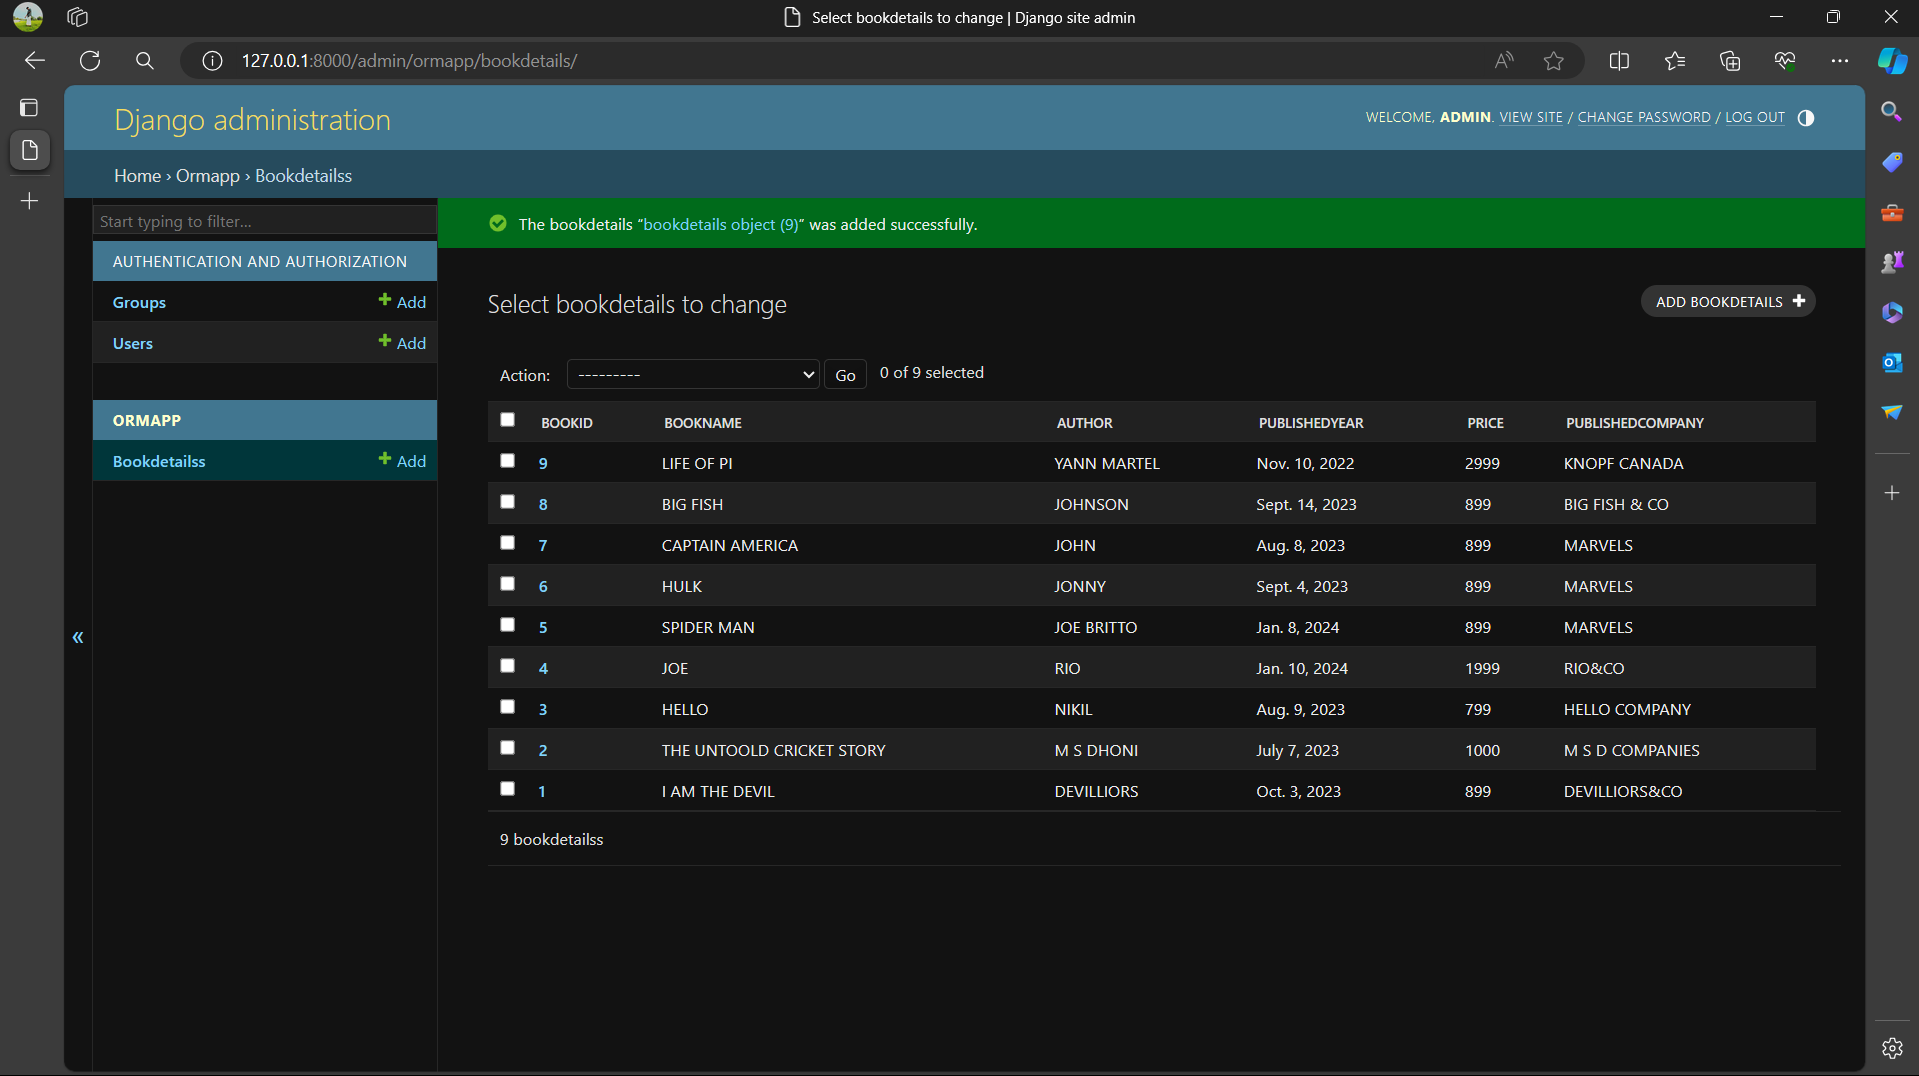 Select bookdetails to change | Django site admin
127.0.0.1:8000/admin/ormapp/bookdetails/
Django administration
WELCOME, ADMIN. VIEW SITE / CHANGE PASSWORD / LOG OUT
Home › Ormapp › Bookdetailss
Start typing to filter...
The bookdetails “bookdetails object (9)” was added successfully.
AUTHENTICATION AND AUTHORIZATION
Groups Add
Users Add
ORMAPP
Bookdetailss Add
«
Select bookdetails to change
ADD BOOKDETAILS
Action: --------- Go 0 of 9 selected
BOOKID BOOKNAME AUTHOR PUBLISHEDYEAR PRICE PUBLISHEDCOMPANY
9 LIFE OF PI YANN MARTEL Nov. 10, 2022 2999 KNOPF CANADA
8 BIG FISH JOHNSON Sept. 14, 2023 899 BIG FISH & CO
7 CAPTAIN AMERICA JOHN Aug. 8, 2023 899 MARVELS
6 HULK JONNY Sept. 4, 2023 899 MARVELS
5 SPIDER MAN JOE BRITTO Jan. 8, 2024 899 MARVELS
4 JOE RIO Jan. 10, 2024 1999 RIO&CO
3 HELLO NIKIL Aug. 9, 2023 799 HELLO COMPANY
2 THE UNTOOLD CRICKET STORY M S DHONI July 7, 2023 1000 M S D COMPANIES
1 I AM THE DEVIL DEVILLIORS Oct. 3, 2023 899 DEVILLIORS&CO
9 bookdetailss